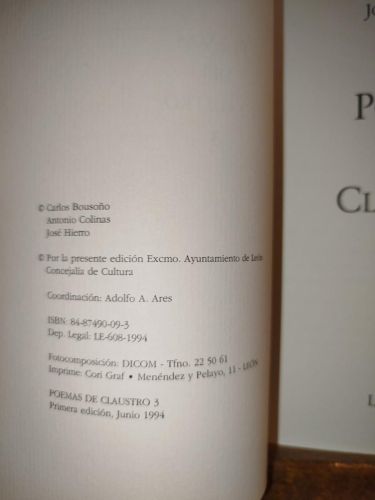 © Carlos Bousoño
Antonio Colinas
José Hierro
© Por la presente edición Excmo. Ayuntamiento de León
Concejalía de Cultura
Coordinación: Adolfo A. Ares
ISBN: 84-87490-09-3
Dep. Legal: LE-608-1994
Fotocomposición: DICOM - Tfno. 22 50 61
Imprime: Cori Graf • Menéndez y Pelayo, 11 - LEÓN
POEMAS DE CLAUSTRO 3
Primera edición, Junio 1994
P
CL